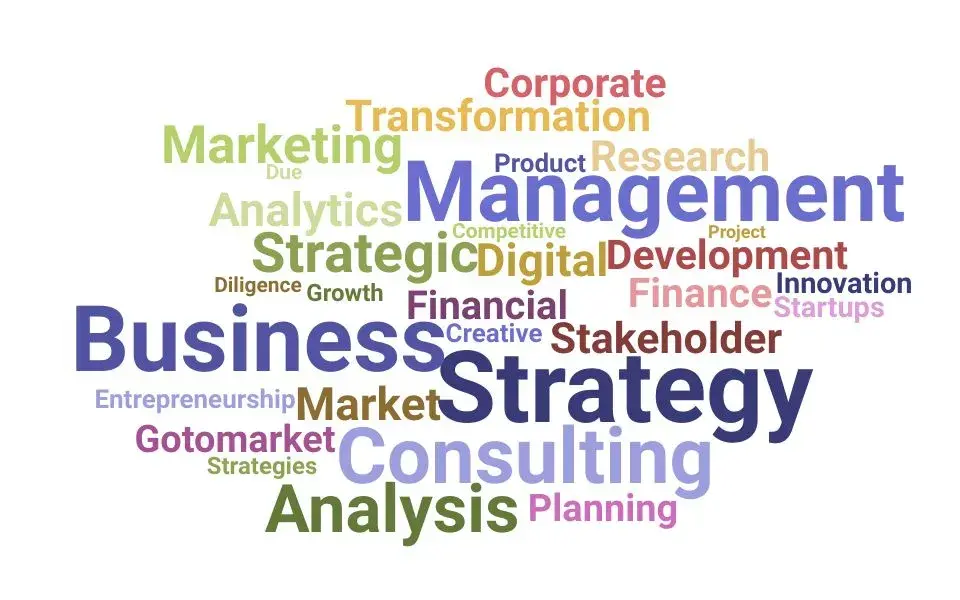 Corporate
Transformation
Marketing
Product Research
Due
Management
Analytics
Competitive Project
Strategic Digital Development
Diligence Growth Finance Innovation
Financial Startups
Business Creative Stakeholder
Strategy
Entrepreneurship Market
Gotomarket Consulting
Strategies
Analysis Planning